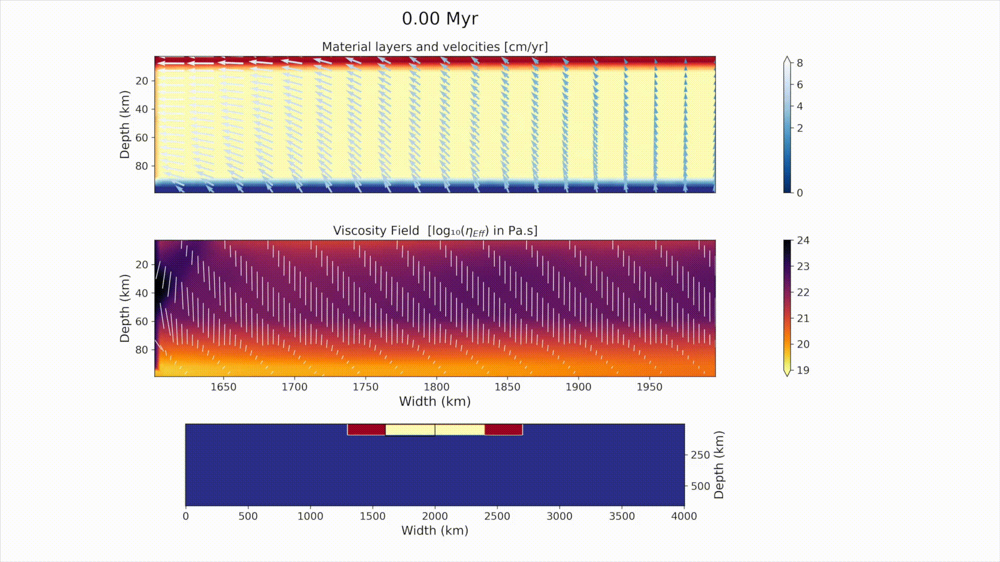 0.00 Myr
Material layers and velocities [cm/yr]
Depth (km)
20
40
60
80
8
6
4
2
0
Viscosity Field [log₁₀(η_Eff) in Pa.s]
Depth (km)
20
40
60
80
24
23
22
21
20
19
1650 1700 1750 1800 1850 1900 1950
Width (km)
250
500
Depth (km)
0 500 1000 1500 2000 2500 3000 3500 4000
Width (km)